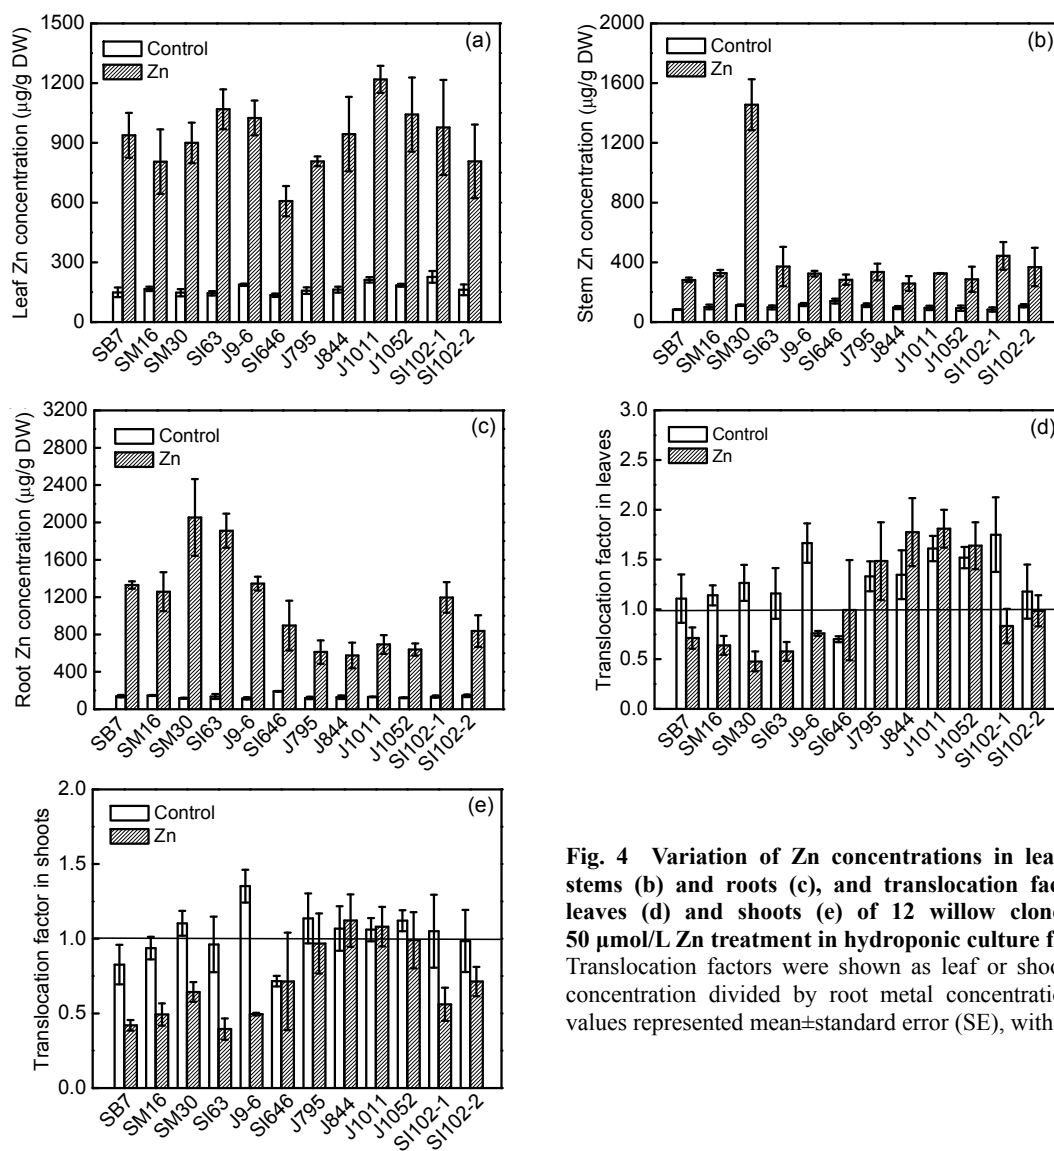 (a)
Control
Zn
Leaf Zn concentration (μg/g DW)
1500
1200
900
600
300
0
SB7
SM16
SM30
SI63
J9-6
SI646
J795
J844
J1011
J1052
SI102-1
SI102-2
(b)
Control
Zn
Stem Zn concentration (μg/g DW)
2000
1600
1200
800
400
0
SB7
SM16
SM30
SI63
J9-6
SI646
J795
J844
J1011
J1052
SI102-1
SI102-2
(c)
Control
Zn
Root Zn concentration (μg/g DW)
3200
2800
2400
2000
1600
1200
800
400
0
SB7
SM16
SM30
SI63
J9-6
SI646
J795
J844
J1011
J1052
SI102-1
SI102-2
(d)
Control
Zn
Translocation factor in leaves
3.0
2.5
2.0
1.5
1.0
0.5
0.0
SB7
SM16
SM30
SI63
J9-6
SI646
J795
J844
J1011
J1052
SI102-1
SI102-2
(e)
Control
Zn
Translocation factor in shoots
2.0
1.5
1.0
0.5
0.0
SB7
SM16
SM30
SI63
J9-6
SI646
J795
J844
J1011
J1052
SI102-1
SI102-2
Fig. 4 Variation of Zn concentrations in lea
stems (b) and roots (c), and translocation fac
leaves (d) and shoots (e) of 12 willow clone
50 μmol/L Zn treatment in hydroponic culture f
Translocation factors were shown as leaf or shoo
concentration divided by root metal concentratio
values represented mean±standard error (SE), with